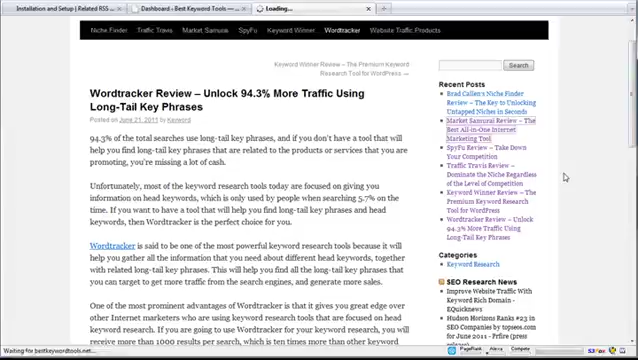 Installation and Setup | Related RSS ...
Dashboard - Best Keyword Tools — ...
Loading...
Niche Finder
Traffic Travis
Market Samurai
SpyFu
Keyword Winner
Wordtracker
Website Traffic Products
Keyword Winner Review – The Premium Keyword
Research Tool for WordPress →
Wordtracker Review – Unlock 94.3% More Traffic Using
Long-Tail Key Phrases
Posted on June 21, 2011 by Keyword
94.3% of the total searches use long-tail key phrases, and if you don't have a tool that will
help you find long-tail key phrases that are related to the products or services that you are
promoting, you're missing a lot of cash.
Unfortunately, most of the keyword research tools today are focused on giving you
information on head keywords, which is only used by people when searching 5.7% on the
time. If you want to have a tool that will help you find long-tail key phrases and head
keywords, then Wordtracker is the perfect choice for you.
Wordtracker is said to be one of the most powerful keyword research tools because it will
help you gather all the information that you need about different head keywords, together
with related long-tail key phrases. This will help you find all the long-tail key phrases that
you can target to get more traffic from the search engines, and generate more sales.
One of the most prominent advantages of Wordtracker is that it gives you great edge over
other Internet marketers who are using keyword research tools that are focused on head
keyword research. If you are going to use Wordtracker for your keyword research, you will
receive more than 1000 results per search, which is ten times more than other keyword
Search
Recent Posts
Brad Callen's Niche Finder
Review – The Key to Unlocking
Untapped Niches in Seconds
Market Samurai Review – The
Best All-in-One Internet
Marketing Tool
SpyFu Review – Take Down
Your Competition
Traffic Travis Review –
Dominate the Niche Regardless
of the Level of Competition
Keyword Winner Review – The
Premium Keyword Research
Tool for WordPress
Wordtracker Review – Unlock
94.3% More Traffic Using
Long-Tail Key Phrases
Categories
Keyword Research
SEO Research News
Improve Website Traffic With
Keyword Rich Domain -
EQuicknews
Hudson Horizons Ranked #23 in
SEO Companies by topseos.com
for June 2011 - Prfire (press
Waiting for bestkeywordtools.net...
PageRank
Alexa
Compete
S3Fox